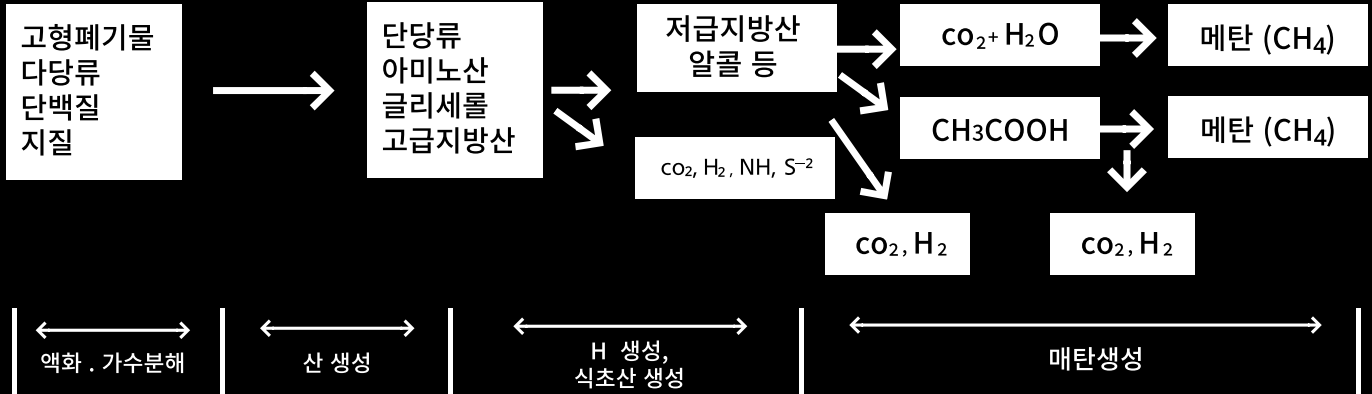 고형폐기물
다당류
단백질
지질
단당류
아미노산
글리세롤
고급지방산
저급지방산
알콜 등
co₂, H₂, NH, S⁻²
co₂+ H₂O
메탄 (CH₄)
CH3COOH
메탄 (CH₄)
co₂, H₂
co₂, H₂
액화 . 가수분해
산 생성
H 생성,
식초산 생성
매탄생성